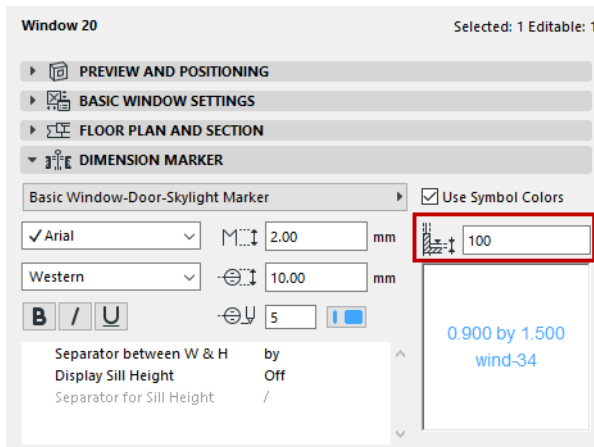 Window 20
Selected: 1 Editable: 1
PREVIEW AND POSITIONING
BASIC WINDOW SETTINGS
FLOOR PLAN AND SECTION
DIMENSION MARKER
Basic Window-Door-Skylight Marker
Use Symbol Colors
Arial
2.00 mm
100
Western
10.00 mm
B I U
5
0.900 by 1.500
wind-34
Separator between W & H by
Display Sill Height Off
Separator for Sill Height /